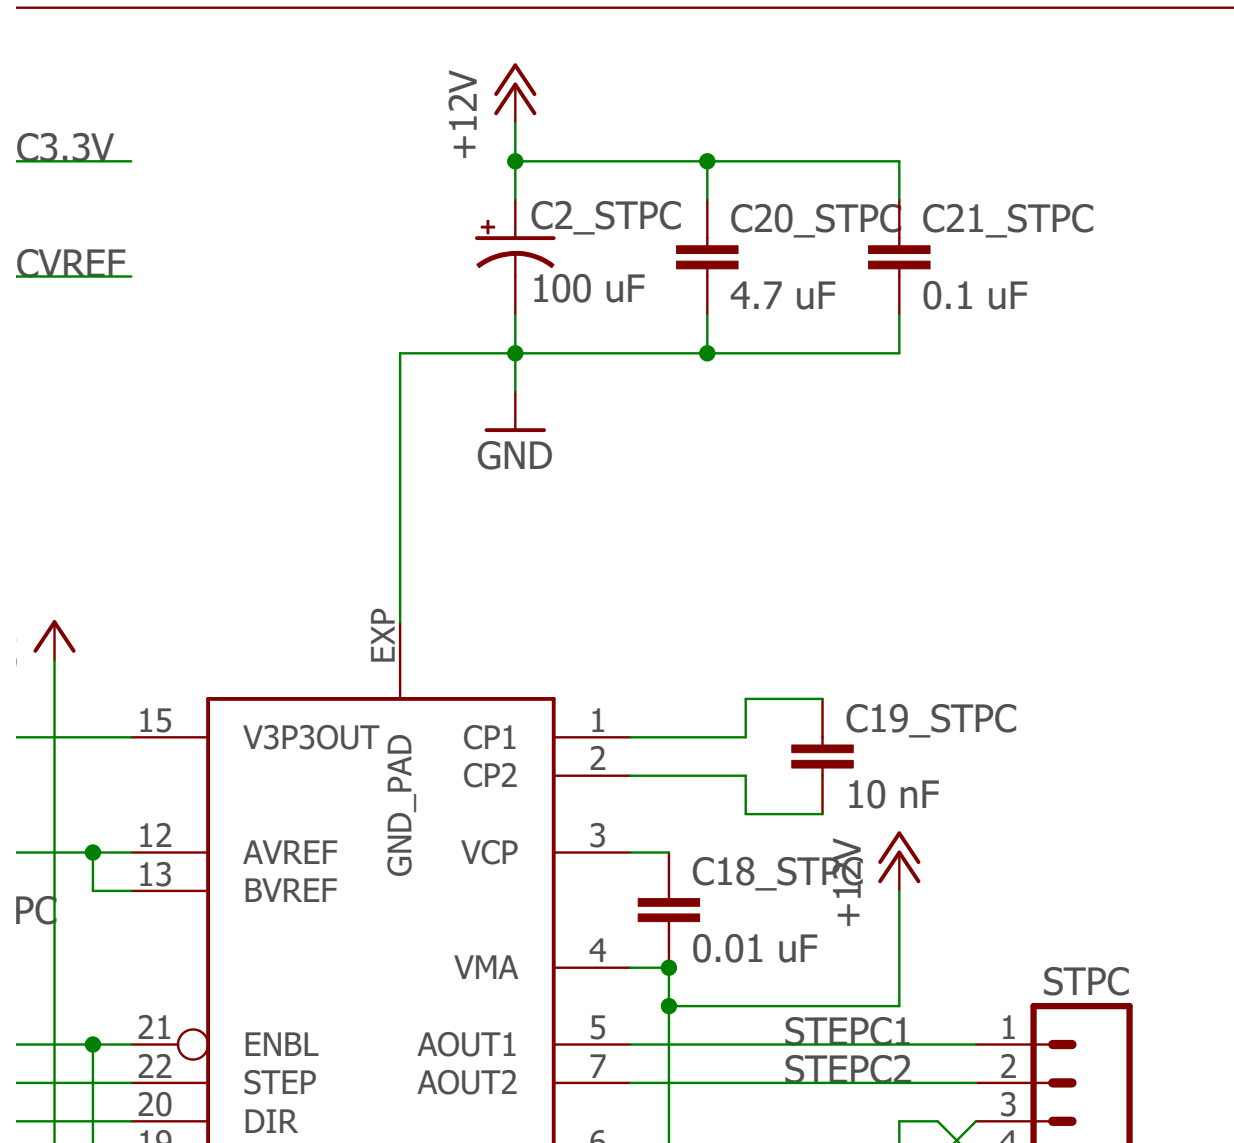 +12V
C3.3V
C2_STPC
C20_STPC
C21_STPC
+
CVREF
100 uF
4.7 uF
0.1 uF
GND
EXP
15
V3P3OUT
CP1
1
C19_STPC
2
CP2
GND_PAD
10 nF
12
AVREF
VCP
3
C18_STPC
+12V
13
BVREF
PC
0.01 uF
VMA
4
STPC
21
ENBL
AOUT1
5
STEPC1
1
22
STEP
AOUT2
7
STEPC2
2
20
DIR
3
19
6
4